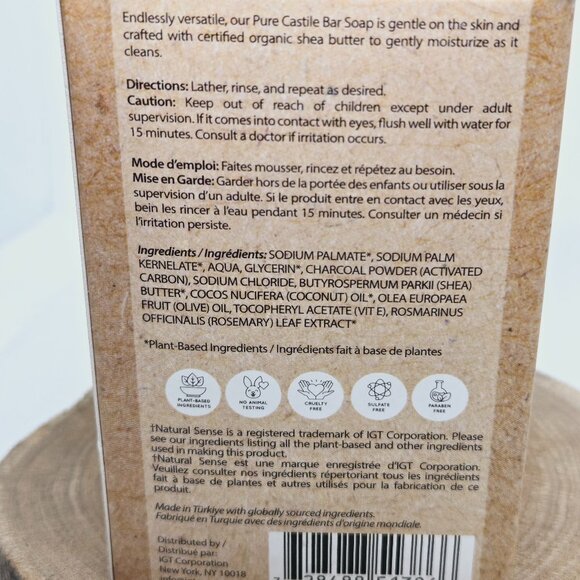 Endlessly versatile, our Pure Castile Bar Soap is gentle on the skin and
crafted with certified organic shea butter to gently moisturize as it
cleans.
Directions: Lather, rinse, and repeat as desired.
Caution: Keep out of reach of children except under adult
supervision. If it comes into contact with eyes, flush well with water for
15 minutes. Consult a doctor if irritation occurs.
Mode d'emploi: Faites mousser, rincez et répétez au besoin.
Mise en Garde: Garder hors de la portée des enfants ou utiliser sous la
supervision d'un adulte. Si le produit entre en contact avec les yeux,
bein les rincer à l'eau pendant 15 minutes. Consulter un médecin si
l'irritation persiste.
Ingredients / Ingrédients: SODIUM PALMATE*, SODIUM PALM
KERNELATE*, AQUA, GLYCERIN*, CHARCOAL POWDER (ACTIVATED
CARBON), SODIUM CHLORIDE, BUTYROSPERMUM PARKII (SHEA)
BUTTER*, COCOS NUCIFERA (COCONUT) OIL*, OLEA EUROPAEA
FRUIT (OLIVE) OIL, TOCOPHERYL ACETATE (VIT E), ROSMARINUS
OFFICINALIS (ROSEMARY) LEAF EXTRACT*
*Plant-Based Ingredients / Ingrédients fait à base de plantes
PLANT-BASED
INGREDIENTS
NO ANIMAL
TESTING
CRUELTY
FREE
SULFATE
FREE
PARABEN
FREE
†Natural Sense is a registered trademark of IGT Corporation. Please
see our ingredients listing all the plant-based and other ingredients
used in making this product.
†Natural Sense est une marque enregistrée d'IGT Corporation.
Veuillez consulter nos ingrédients répertoriant tous les ingrédients
fait à base de plantes et autres utilisés pour la fabrication de ce
produit.
Made in Türkiye with globally sourced ingredients.
Fabriqué en Turquie avec des ingrédients d'origine mondiale.
Distributed by /
Distribué par:
IGT Corporation
New York, NY 10018